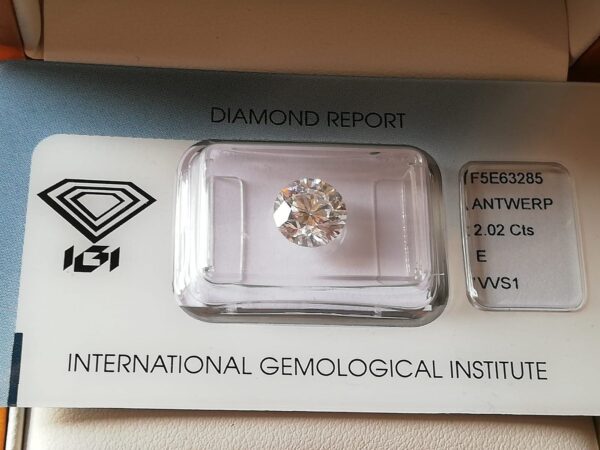 DIAMOND REPORT
IGI
F5E63285
ANTWERP
2.02 Cts
E
VVS1
INTERNATIONAL GEMOLOGICAL INSTITUTE